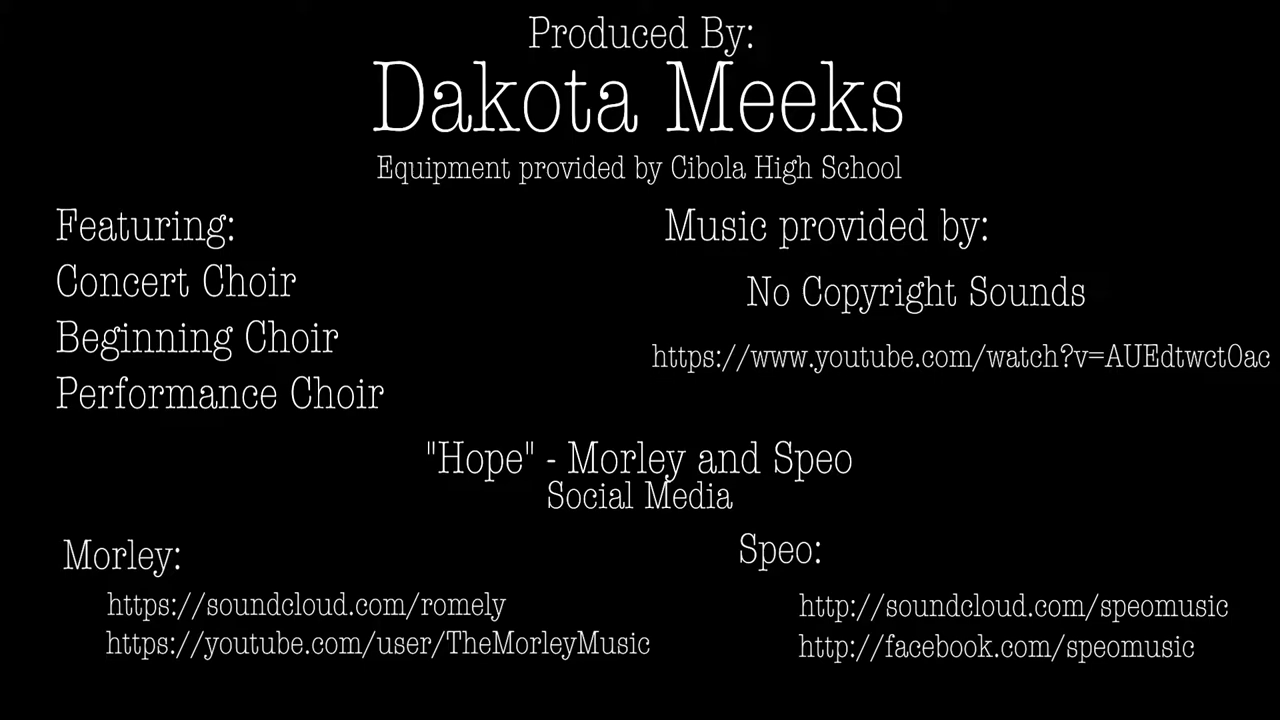 Produced By:
Dakota Meeks
Equipment provided by Cibola High School
Featuring:
Concert Choir
Beginning Choir
Performance Choir
Music provided by:
No Copyright Sounds
https://www.youtube.com/watch?v=AUEdtwctOac
"Hope" - Morley and Speo
Social Media
Morley:
https://soundcloud.com/romely
https://youtube.com/user/TheMorleyMusic
Speo:
http://soundcloud.com/speomusic
http://facebook.com/speomusic